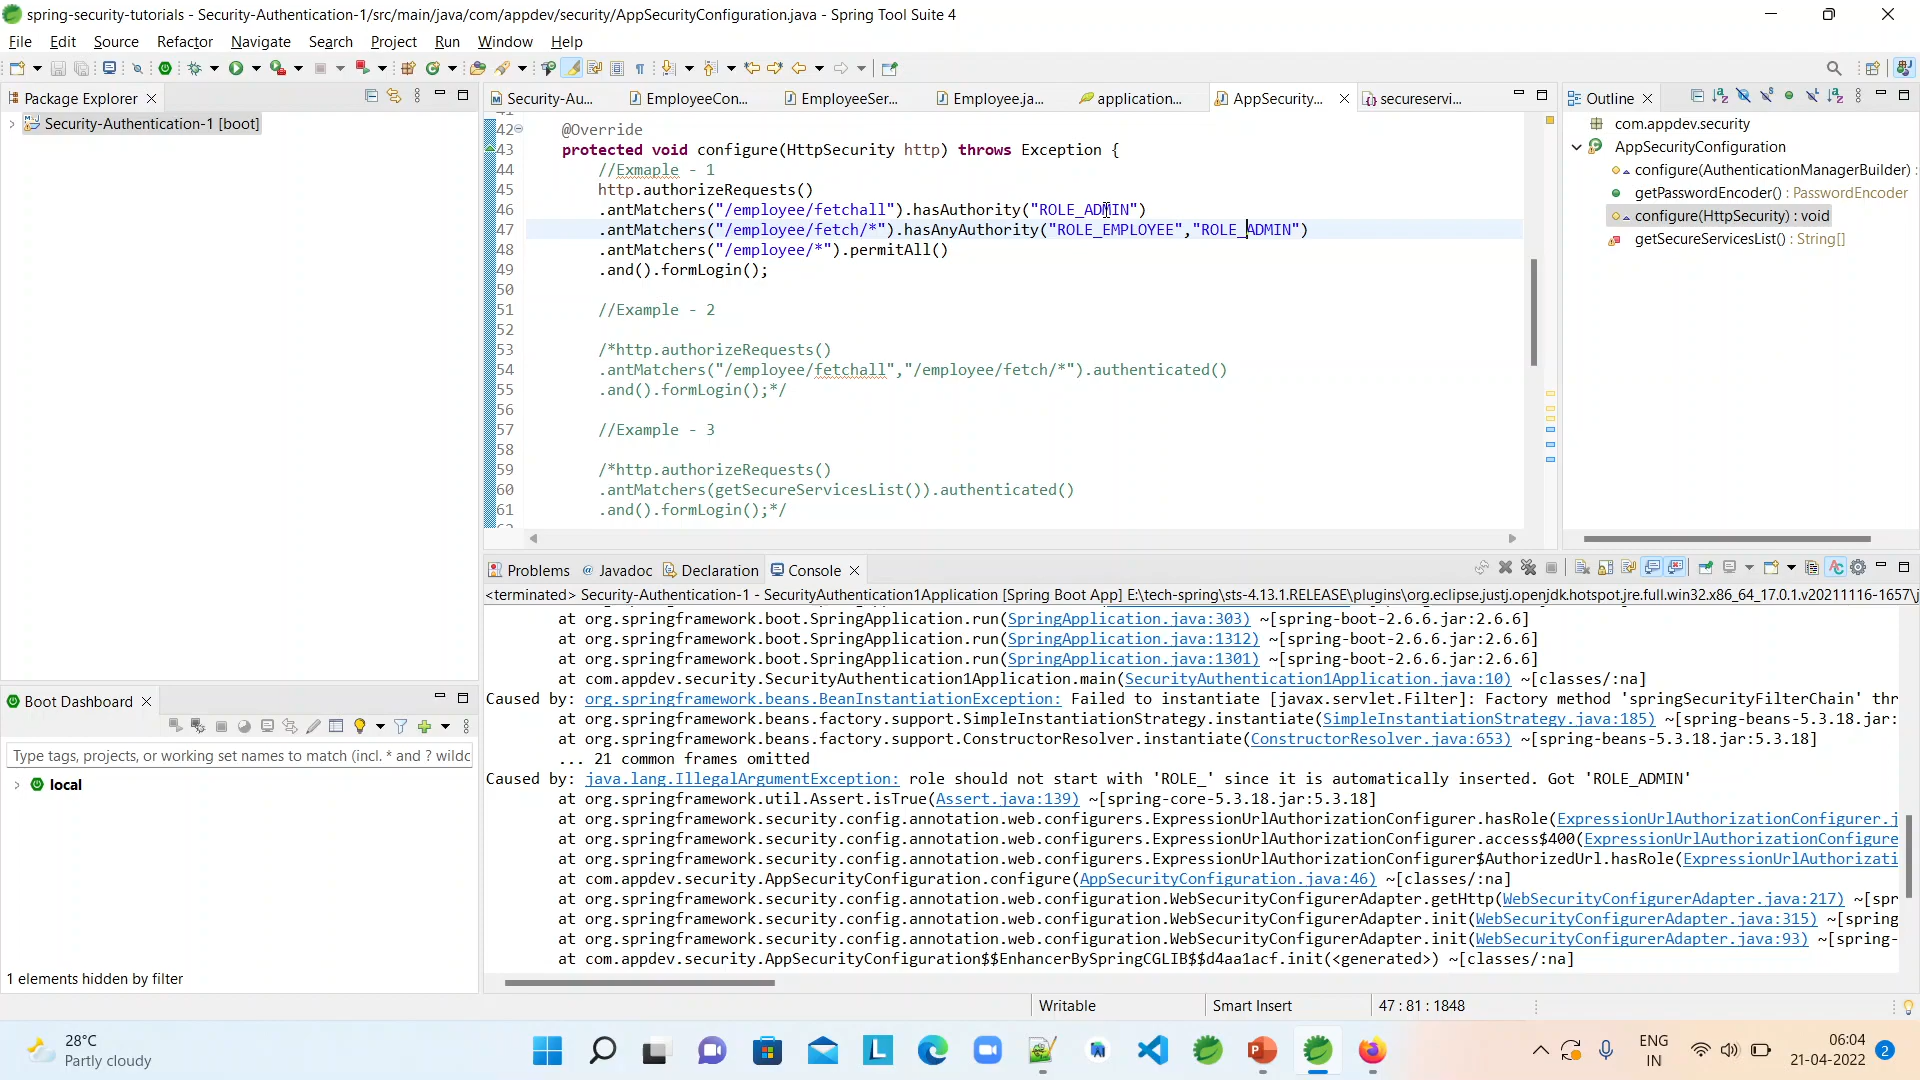 spring-security-tutorials - Security-Authentication-1/src/main/java/com/appdev/security/AppSecurityConfiguration.java - Spring Tool Suite 4
File Edit Source Refactor Navigate Search Project Run Window Help
Package Explorer
Security-Authentication-1 [boot]
Security-Au... EmployeeCon... EmployeeSer... Employee.ja... application... AppSecurity... secureservi...
42 @Override
43 protected void configure(HttpSecurity http) throws Exception {
44 //Exmaple - 1
45 http.authorizeRequests()
46 .antMatchers("/employee/fetchall").hasAuthority("ROLE_ADMIN")
47 .antMatchers("/employee/fetch/*").hasAnyAuthority("ROLE_EMPLOYEE","ROLE_ADMIN")
48 .antMatchers("/employee/*").permitAll()
49 .and().formLogin();
50
51 //Example - 2
52
53 /*http.authorizeRequests()
54 .antMatchers("/employee/fetchall","/employee/fetch/*").authenticated()
55 .and().formLogin();*/
56
57 //Example - 3
58
59 /*http.authorizeRequests()
60 .antMatchers(getSecureServicesList()).authenticated()
61 .and().formLogin();*/
Outline
com.appdev.security
AppSecurityConfiguration
configure(AuthenticationManagerBuilder) :
getPasswordEncoder() : PasswordEncoder
configure(HttpSecurity) : void
getSecureServicesList() : String[]
Problems Javadoc Declaration Console
<terminated> Security-Authentication-1 - SecurityAuthentication1Application [Spring Boot App] E:\tech-spring\sts-4.13.1.RELEASE\plugins\org.eclipse.justj.openjdk.hotspot.jre.full.win32.x86_64_17.0.1.v20211116-1657\j
at org.springframework.boot.SpringApplication.run(SpringApplication.java:303) ~[spring-boot-2.6.6.jar:2.6.6]
at org.springframework.boot.SpringApplication.run(SpringApplication.java:1312) ~[spring-boot-2.6.6.jar:2.6.6]
at org.springframework.boot.SpringApplication.run(SpringApplication.java:1301) ~[spring-boot-2.6.6.jar:2.6.6]
at com.appdev.security.SecurityAuthentication1Application.main(SecurityAuthentication1Application.java:10) ~[classes/:na]
Caused by: org.springframework.beans.BeanInstantiationException: Failed to instantiate [javax.servlet.Filter]: Factory method 'springSecurityFilterChain' thr
at org.springframework.beans.factory.support.SimpleInstantiationStrategy.instantiate(SimpleInstantiationStrategy.java:185) ~[spring-beans-5.3.18.jar:
at org.springframework.beans.factory.support.ConstructorResolver.instantiate(ConstructorResolver.java:653) ~[spring-beans-5.3.18.jar:5.3.18]
... 21 common frames omitted
Caused by: java.lang.IllegalArgumentException: role should not start with 'ROLE_' since it is automatically inserted. Got 'ROLE_ADMIN'
at org.springframework.util.Assert.isTrue(Assert.java:139) ~[spring-core-5.3.18.jar:5.3.18]
at org.springframework.security.config.annotation.web.configurers.ExpressionUrlAuthorizationConfigurer.hasRole(ExpressionUrlAuthorizationConfigurer.j
at org.springframework.security.config.annotation.web.configurers.ExpressionUrlAuthorizationConfigurer.access$400(ExpressionUrlAuthorizationConfigure
at org.springframework.security.config.annotation.web.configurers.ExpressionUrlAuthorizationConfigurer$AuthorizedUrl.hasRole(ExpressionUrlAuthorizati
at com.appdev.security.AppSecurityConfiguration.configure(AppSecurityConfiguration.java:46) ~[classes/:na]
at org.springframework.security.config.annotation.web.configuration.WebSecurityConfigurerAdapter.getHttp(WebSecurityConfigurerAdapter.java:217) ~[spr
at org.springframework.security.config.annotation.web.configuration.WebSecurityConfigurerAdapter.init(WebSecurityConfigurerAdapter.java:315) ~[spring
at org.springframework.security.config.annotation.web.configuration.WebSecurityConfigurerAdapter.init(WebSecurityConfigurerAdapter.java:93) ~[spring-
at com.appdev.security.AppSecurityConfiguration$$EnhancerBySpringCGLIB$$d4aa1acf.init(<generated>) ~[classes/:na]
Boot Dashboard
Type tags, projects, or working set names to match (incl. * and ? wildc
local
1 elements hidden by filter
Writable Smart Insert 47 : 81 : 1848
28°C
Partly cloudy
ENG
IN
06:04
21-04-2022
2